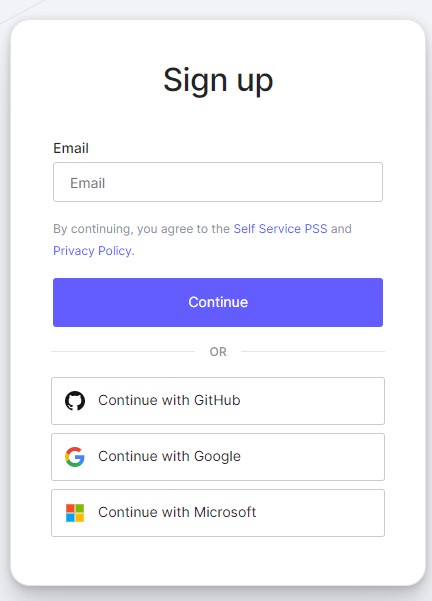 Sign up
Email
Email
By continuing, you agree to the Self Service PSS and
Privacy Policy.
Continue
OR
Continue with GitHub
Continue with Google
Continue with Microsoft